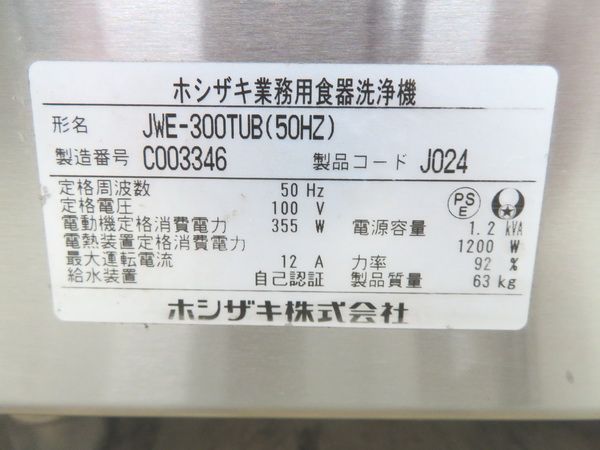 ホシザキ業務用食器洗浄機
形名 JWE-300TUB(50HZ)
製造番号 C003346 製品コード J024
定格周波数 50 Hz
定格電圧 100 V
電動機定格消費電力 355 W 電源容量 1.2 kVA
電熱装置定格消費電力 1200 W
最大運転電流 12 A 力率 92 %
給水装置 自己認証 製品質量 63 kg
PS
E
ホシザキ株式会社